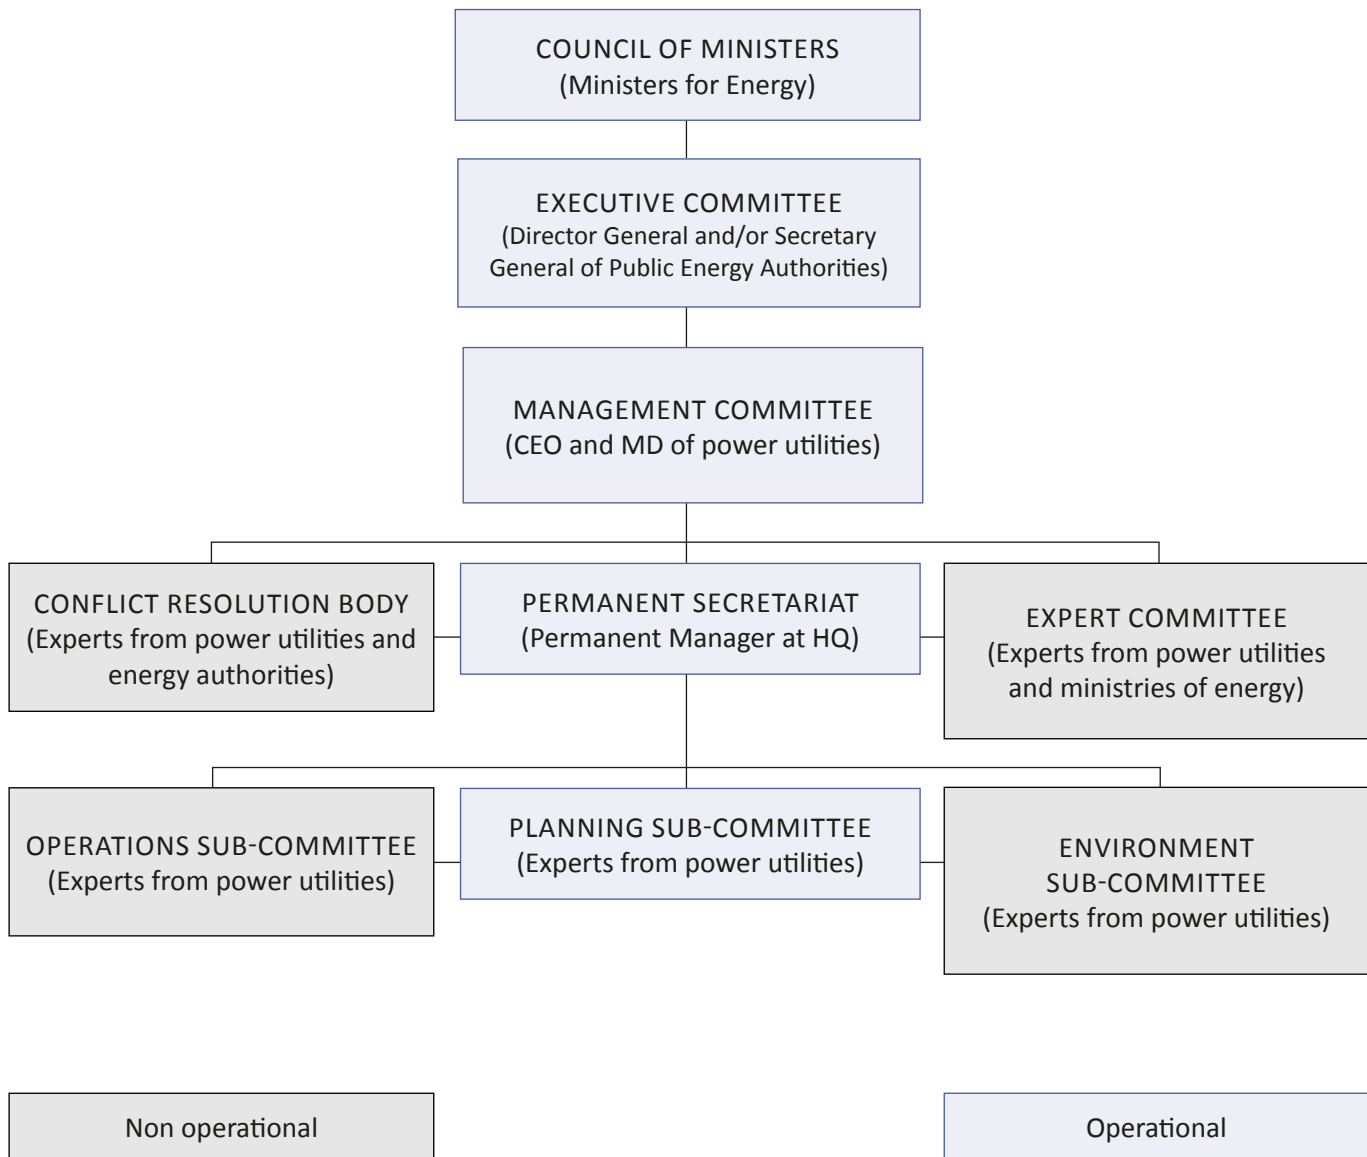 COUNCIL OF MINISTERS
(Ministers for Energy)
EXECUTIVE COMMITTEE
(Director General and/or Secretary
General of Public Energy Authorities)
MANAGEMENT COMMITTEE
(CEO and MD of power utilities)
CONFLICT RESOLUTION BODY
(Experts from power utilities and
energy authorities)
PERMANENT SECRETARIAT
(Permanent Manager at HQ)
EXPERT COMMITTEE
(Experts from power utilities
and ministries of energy)
OPERATIONS SUB-COMMITTEE
(Experts from power utilities)
PLANNING SUB-COMMITTEE
(Experts from power utilities)
ENVIRONMENT
SUB-COMMITTEE
(Experts from power utilities)
Non operational
Operational